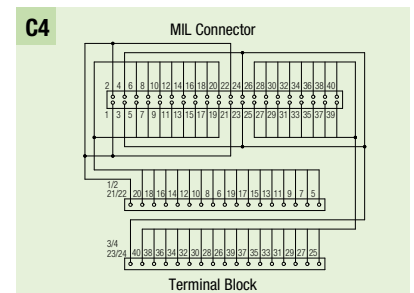 C4
MIL Connector
2 4 6 8 10 12 14 16 18 20 22 24 26 28 30 32 34 36 38 40
1 3 5 7 9 11 13 15 17 19 21 23 25 27 29 31 33 35 37 39
1/2
21/22 20 18 16 14 12 10 8 6 19 17 15 13 11 9 7 5
3/4
23/24 40 38 36 34 32 30 28 26 39 37 35 33 31 29 27 25
Terminal Block